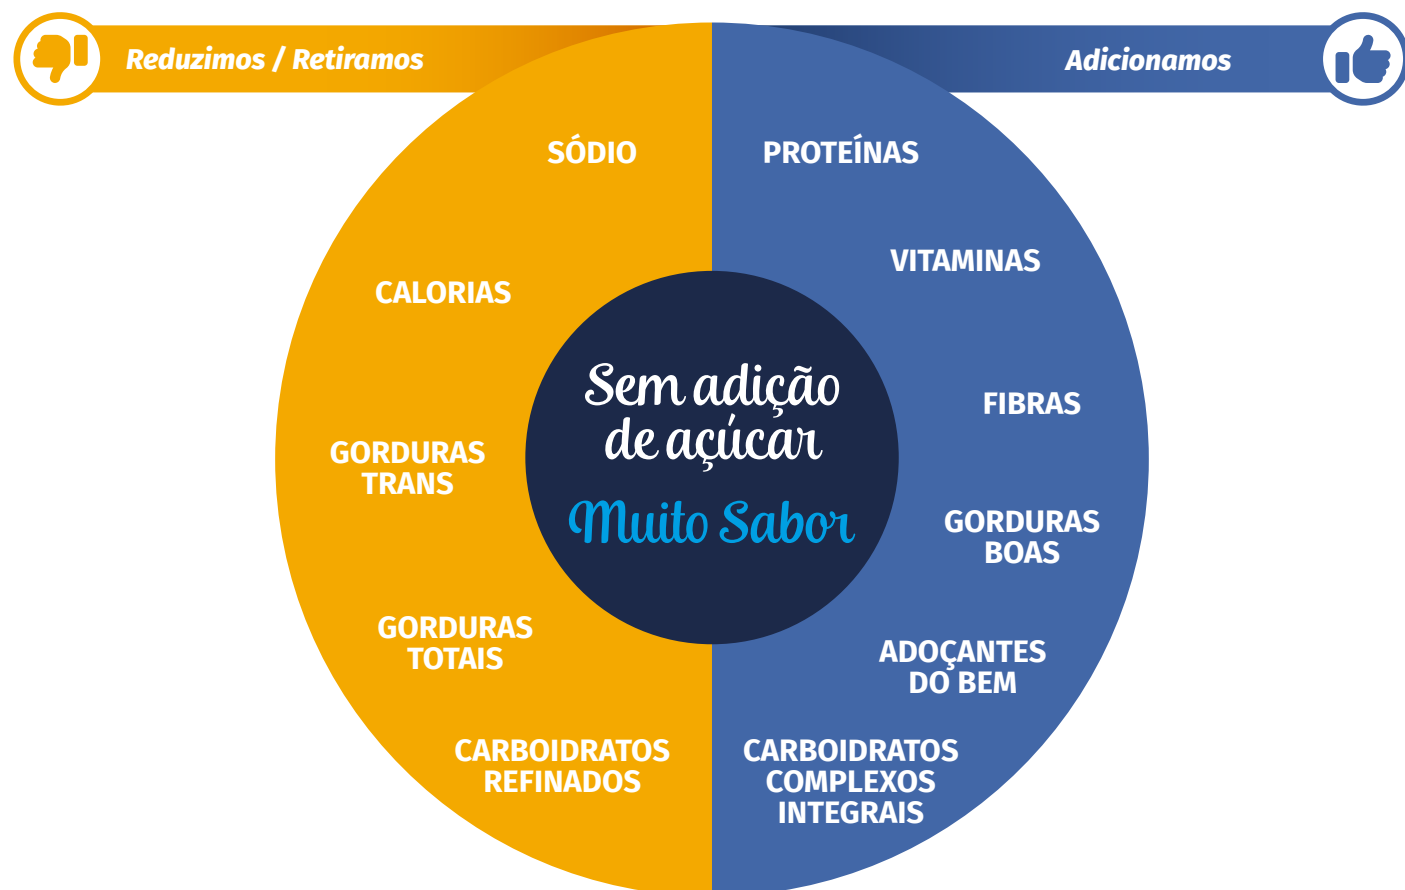 Reduzimos / Retiramos
Adicionamos
SÓDIO
CALORIAS
GORDURAS
TRANS
GORDURAS
TOTAIS
CARBOIDRATOS
REFINADOS
Sem adição
de açúcar
Muito Sabor
PROTEÍNAS
VITAMINAS
FIBRAS
GORDURAS
BOAS
ADOÇANTES
DO BEM
CARBOIDRATOS
COMPLEXOS
INTEGRAIS